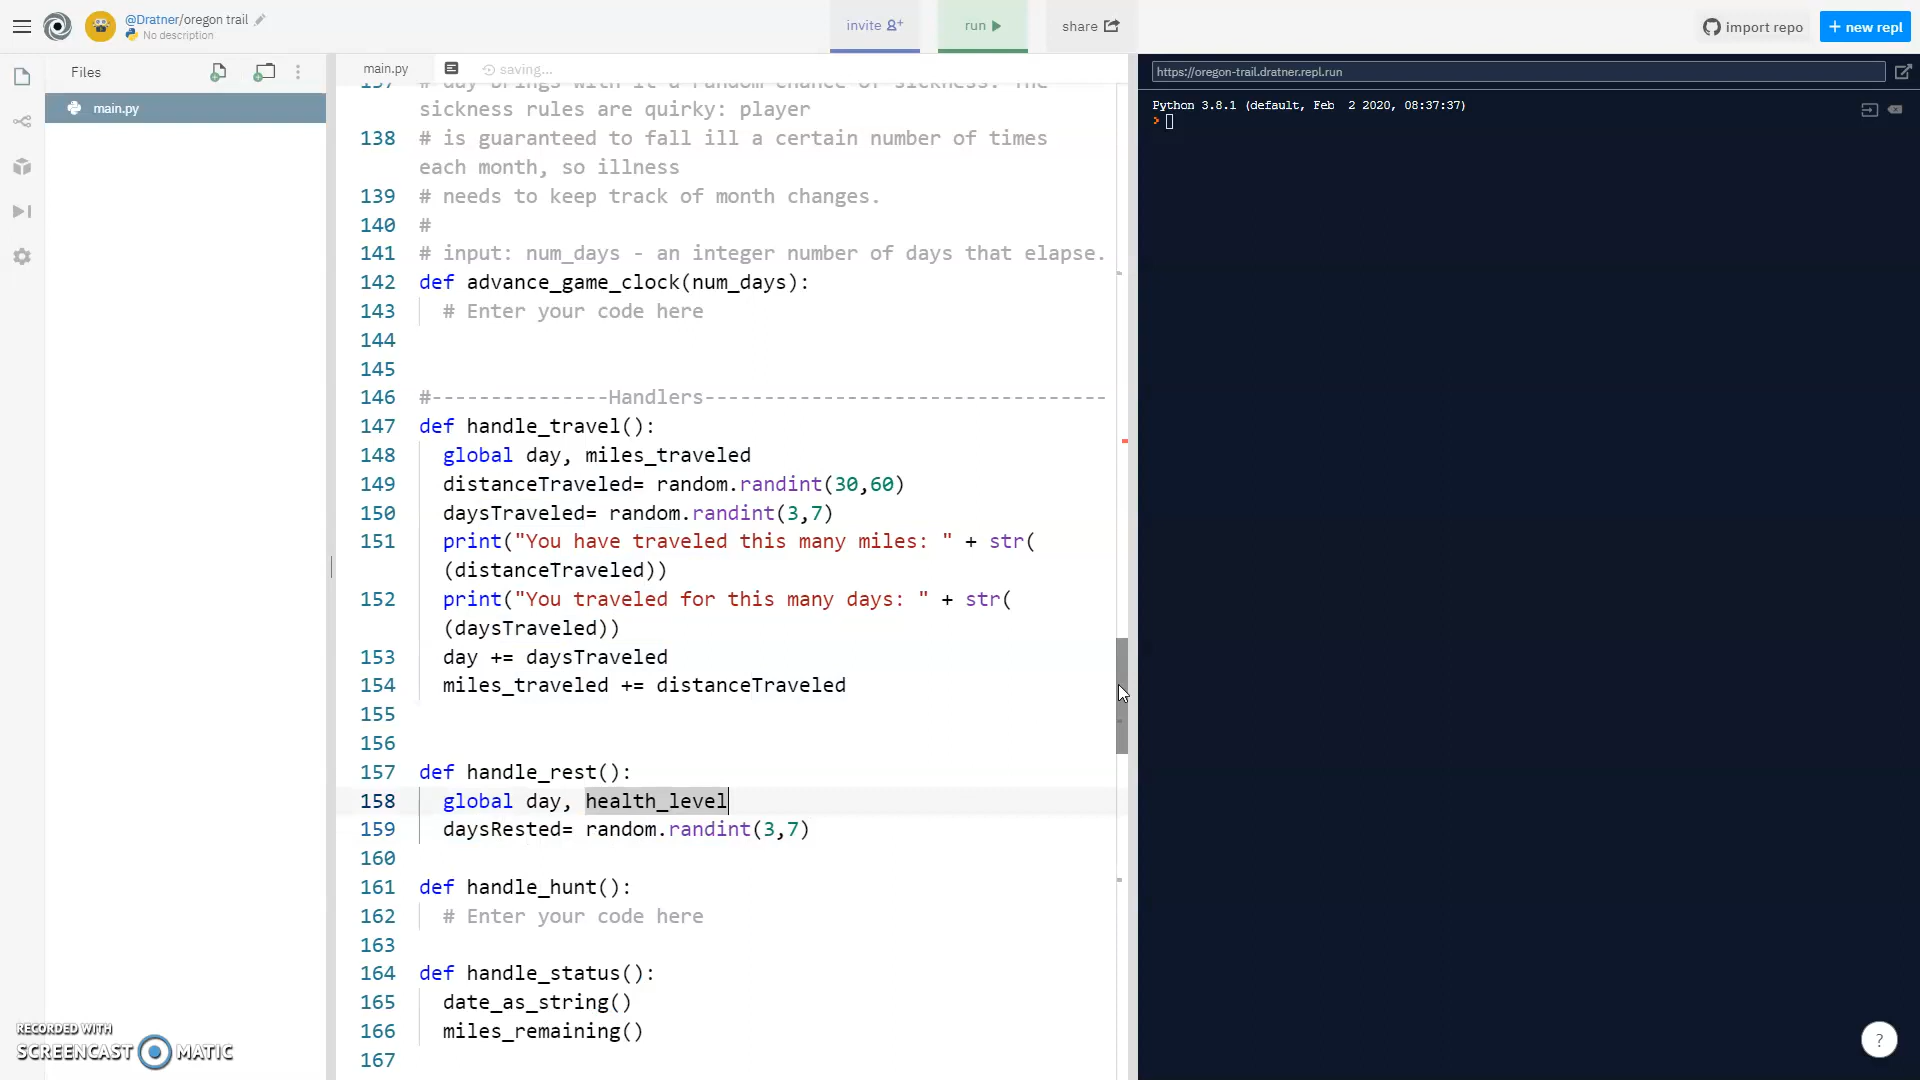 @Dratner/oregon trail
No description
invite
run
share
import repo
+ new repl
Files
main.py
main.py
saving...
https://oregon-trail.dratner.repl.run
Python 3.8.1 (default, Feb  2 2020, 08:37:37)
>
137 # day brings with it a random chance of sickness. The
sickness rules are quirky: player
138 # is guaranteed to fall ill a certain number of times
each month, so illness
139 # needs to keep track of month changes.
140 #
141 # input: num_days - an integer number of days that elapse.
142 def advance_game_clock(num_days):
143 # Enter your code here
144
145
146 #---------------Handlers----------------------------------
147 def handle_travel():
148 global day, miles_traveled
149 distanceTraveled= random.randint(30,60)
150 daysTraveled= random.randint(3,7)
151 print("You have traveled this many miles: " + str(
(distanceTraveled))
152 print("You traveled for this many days: " + str(
(daysTraveled))
153 day += daysTraveled
154 miles_traveled += distanceTraveled
155
156
157 def handle_rest():
158 global day, health_level
159 daysRested= random.randint(3,7)
160
161 def handle_hunt():
162 # Enter your code here
163
164 def handle_status():
165 date_as_string()
166 miles_remaining()
167
RECORDED WITH
SCREENCAST MATIC
?